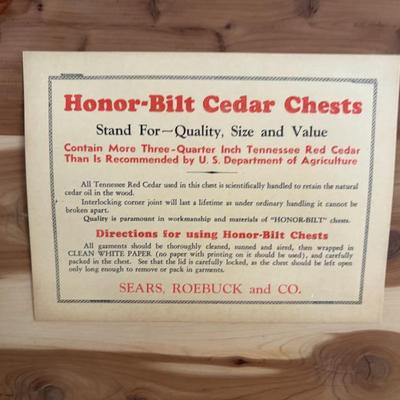 Honor-Bilt Cedar Chests
Stand For—Quality, Size and Value
Contain More Three-Quarter Inch Tennessee Red Cedar
Than Is Recommended by U. S. Department of Agriculture
All Tennessee Red Cedar used in this chest is scientifically handled to retain the natural
cedar oil in the wood.
Interlocking corner joint will last a lifetime as under ordinary handling it cannot be
broken apart.
Quality is paramount in workmanship and materials of "HONOR-BILT" chests.
Directions for using Honor-Bilt Chests
All garments should be thoroughly cleaned, sunned and aired, then wrapped in
CLEAN WHITE PAPER (no paper with printing on it should be used), and carefully
packed in the chest. See that the lid is carefully locked, as the chest should be left open
only long enough to remove or pack in garments.
SEARS, ROEBUCK and CO.